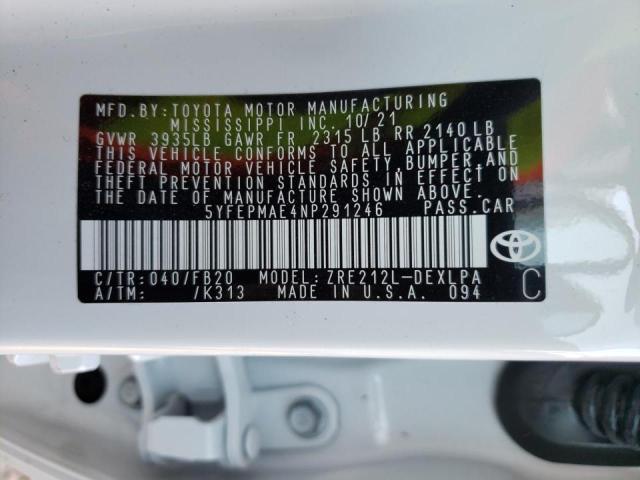 MFD.BY:TOYOTA MOTOR MANUFACTURING
MISSISSIPPI INC. 10/21
GVWR 3935LB GAWR FR 2315 LB RR 2140 LB
THIS VEHICLE CONFORMS TO ALL APPLICABLE
FEDERAL MOTOR VEHICLE SAFETY, BUMPER, AND
THEFT PREVENTION STANDARDS IN EFFECT ON
THE DATE OF MANUFACTURE SHOWN ABOVE.
5YFEPMAE4NP291246 PASS.CAR
C/TR:040/FB20 MODEL:ZRE212L-DEXLPA
A/TM: /K313 MADE IN U.S.A. 094
C